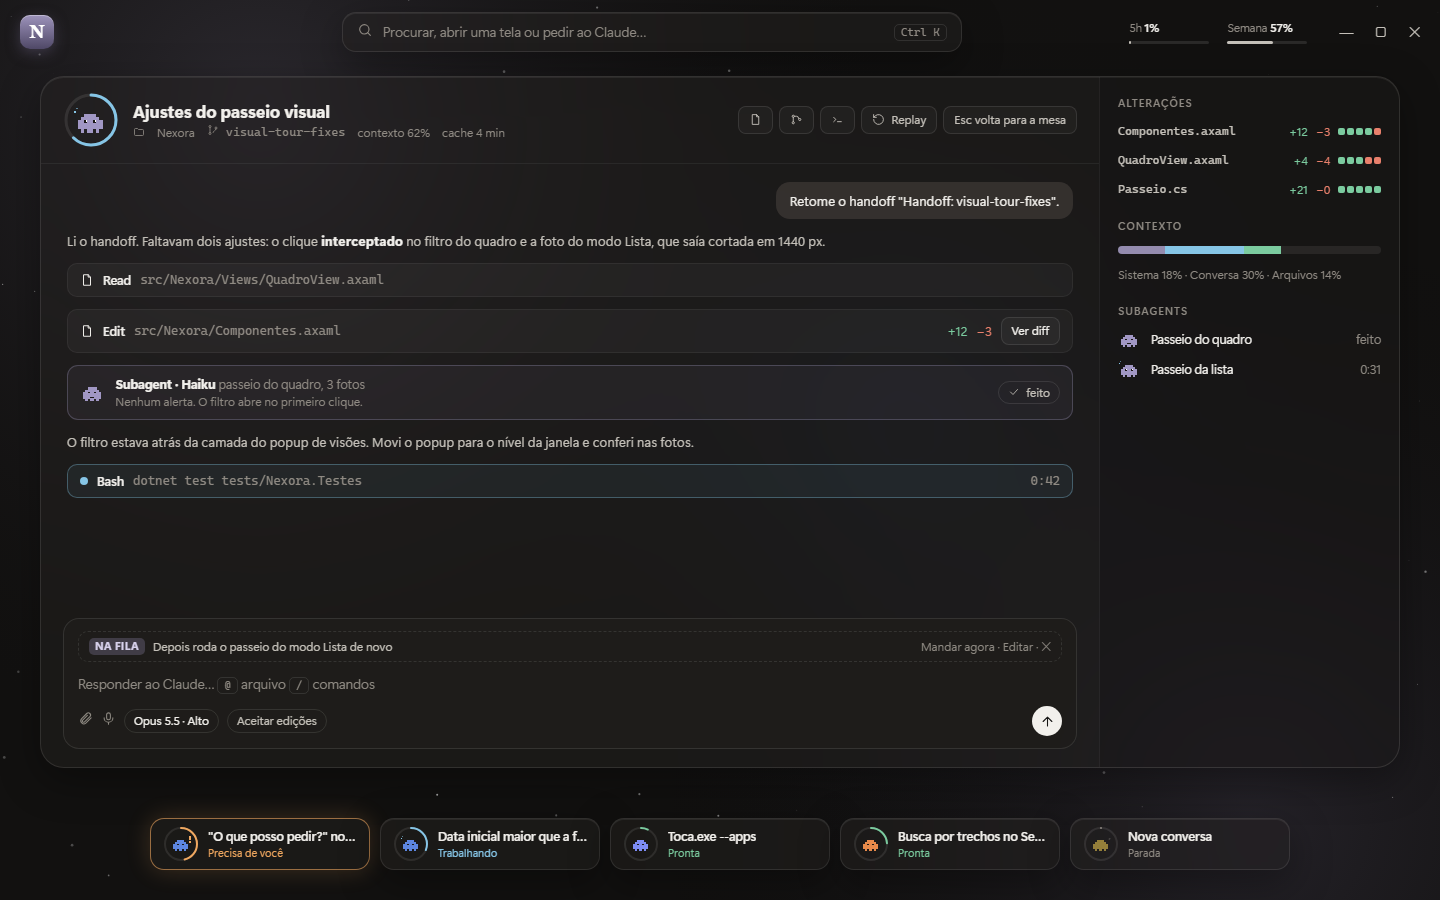 N
Procurar, abrir uma tela ou pedir ao Claude...
Ctrl K
5h 1%
Semana 57%
Ajustes do passeio visual
Nexora visual-tour-fixes contexto 62% cache 4 min
Replay
Esc volta para a mesa
Retome o handoff "Handoff: visual-tour-fixes".
Li o handoff. Faltavam dois ajustes: o clique interceptado no filtro do quadro e a foto do modo Lista, que saía cortada em 1440 px.
Read src/Nexora/Views/QuadroView.axaml
Edit src/Nexora/Componentes.axaml +12 −3 Ver diff
Subagent · Haiku passeio do quadro, 3 fotos
Nenhum alerta. O filtro abre no primeiro clique.
feito
O filtro estava atrás da camada do popup de visões. Movi o popup para o nível da janela e conferi nas fotos.
Bash dotnet test tests/Nexora.Testes 0:42
NA FILA Depois roda o passeio do modo Lista de novo Mandar agora · Editar ·
Responder ao Claude... @ arquivo / comandos
Opus 5.5 · Alto
Aceitar edições
ALTERAÇÕES
Componentes.axaml +12 −3
QuadroView.axaml +4 −4
Passeio.cs +21 −0
CONTEXTO
Sistema 18% · Conversa 30% · Arquivos 14%
SUBAGENTS
Passeio do quadro feito
Passeio da lista 0:31
"O que posso pedir?" no...
Precisa de você
Data inicial maior que a f...
Trabalhando
Toca.exe --apps
Pronta
Busca por trechos no Se...
Pronta
Nova conversa
Parada